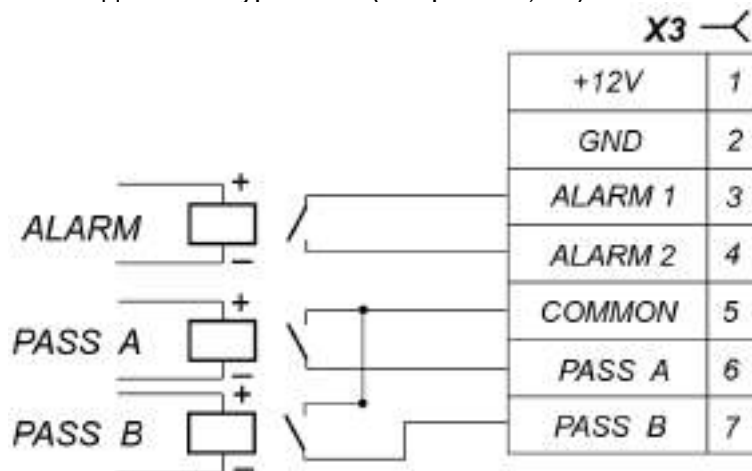 X3
+12V 1
GND 2
+
ALARM ALARM 1 3
− ALARM 2 4
+ COMMON 5
PASS A PASS A 6
−
+
PASS B PASS B 7
−